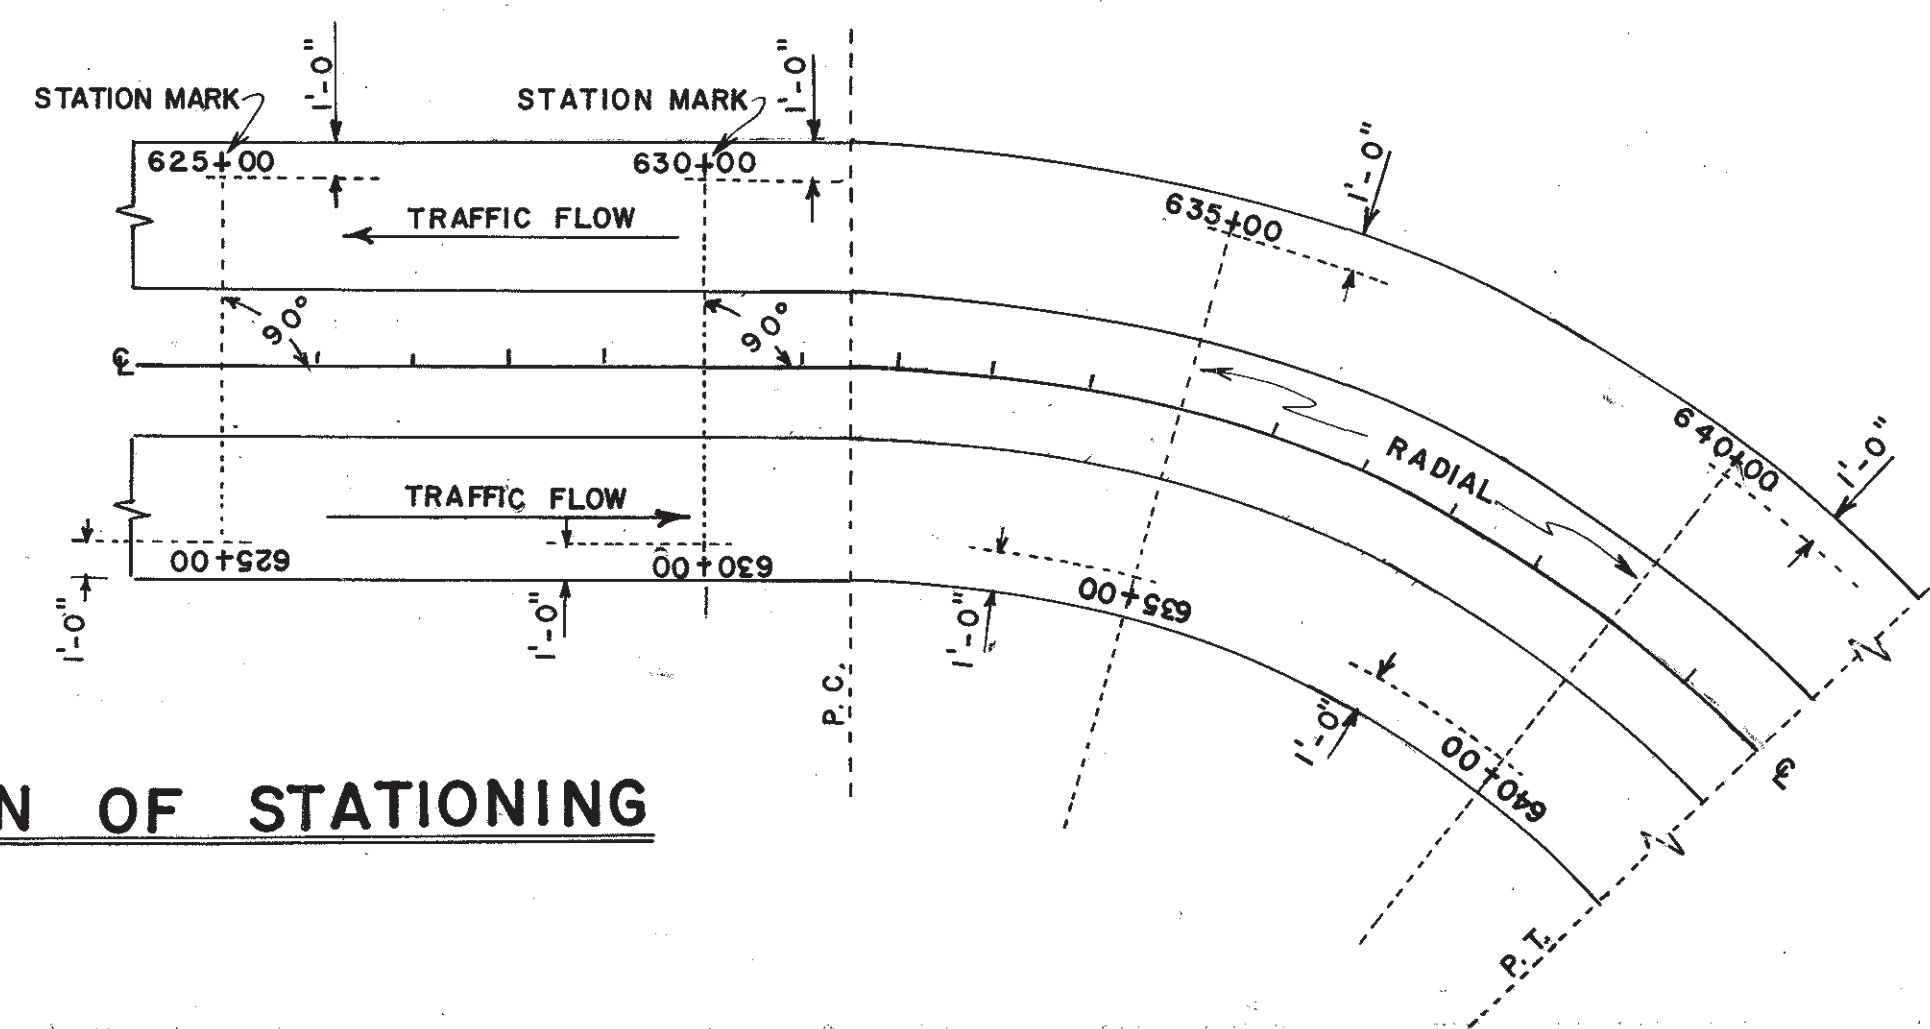 STATION MARK
1'-0"
STATION MARK
1'-0"
625+00
630+00
TRAFFIC FLOW
635+00
1'-0"
90°
90°
℄
RADIAL
640+00
1'-0"
TRAFFIC FLOW
625+00
630+00
635+00
1'-0"
1'-0"
1'-0"
1'-0"
640+00
P.C.
℄
N OF STATIONING
P.T.